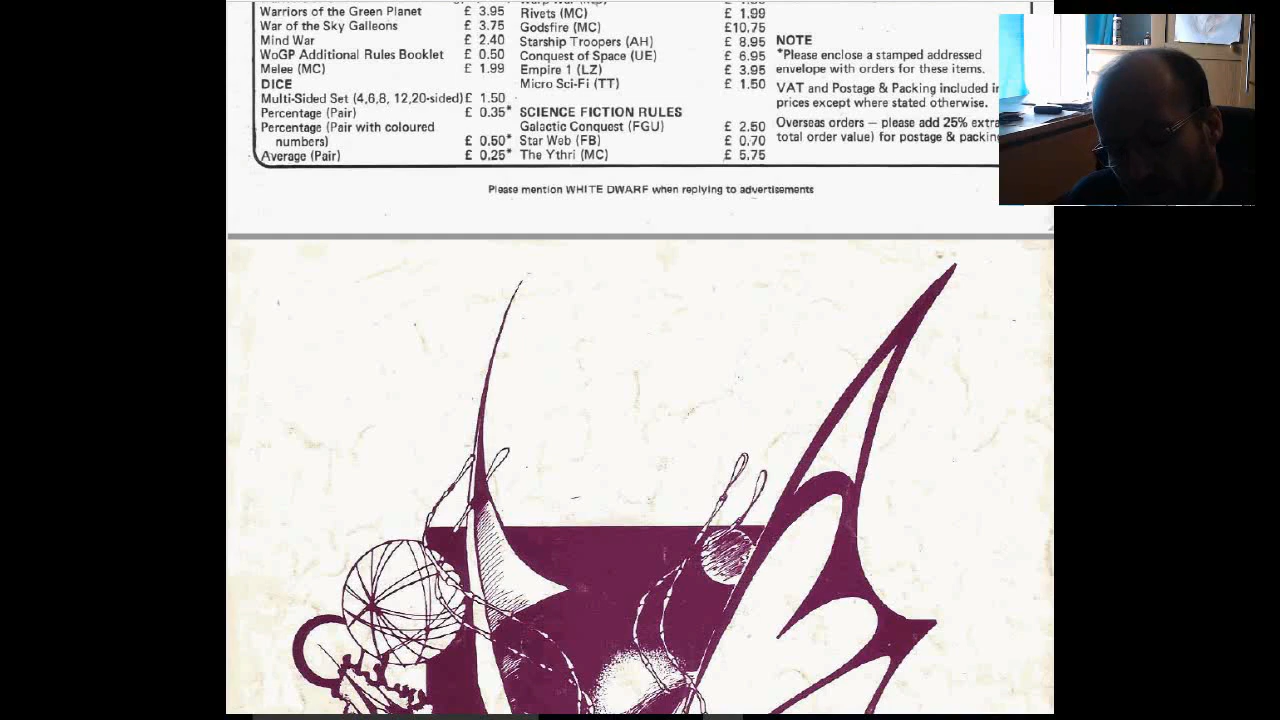 Warriors of the Green Planet £ 3.95
War of the Sky Galleons £ 3.75
Mind War £ 2.40
WoGP Additional Rules Booklet £ 0.50
Melee (MC) £ 1.99
DICE
Multi-Sided Set (4,6,8, 12,20-sided) £ 1.50
Percentage (Pair) £ 0.35*
Percentage (Pair with coloured
numbers) £ 0.50*
Average (Pair) £ 0.25*
Rivets (MC) £ 1.99
Godsfire (MC) £10.75
Starship Troopers (AH) £ 8.95
Conquest of Space (UE) £ 6.95
Empire 1 (LZ) £ 3.95
Micro Sci-Fi (TT) £ 1.50
SCIENCE FICTION RULES
Galactic Conquest (FGU) £ 2.50
Star Web (FB) £ 0.70
The Ythri (MC) £ 5.75
NOTE
*Please enclose a stamped addressed
envelope with orders for these items.
VAT and Postage & Packing included in
prices except where stated otherwise.
Overseas orders — please add 25% extra
total order value) for postage & packin
Please mention WHITE DWARF when replying to advertisements